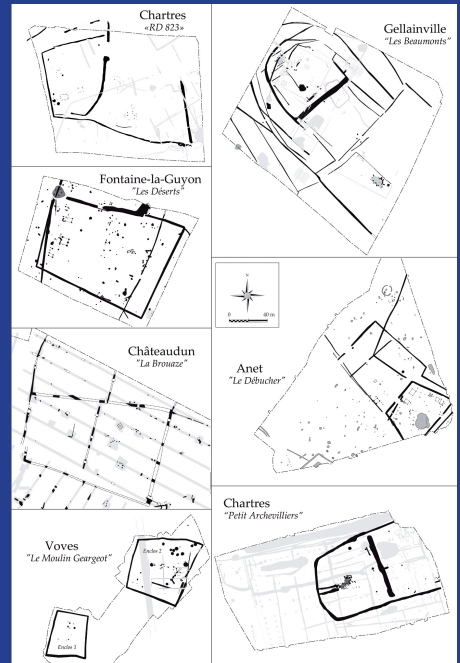 Chartres
«RD 823»
Gellainville
"Les Beaumonts"
Fontaine-la-Guyon
"Les Déserts"
N
0 40 m
Châteaudun
"La Brouaze"
Anet
"Le Débucher"
Voves
"Le Moulin Geargeot"
Enclos 2
Enclos 3
Chartres
"Petit Archevilliers"